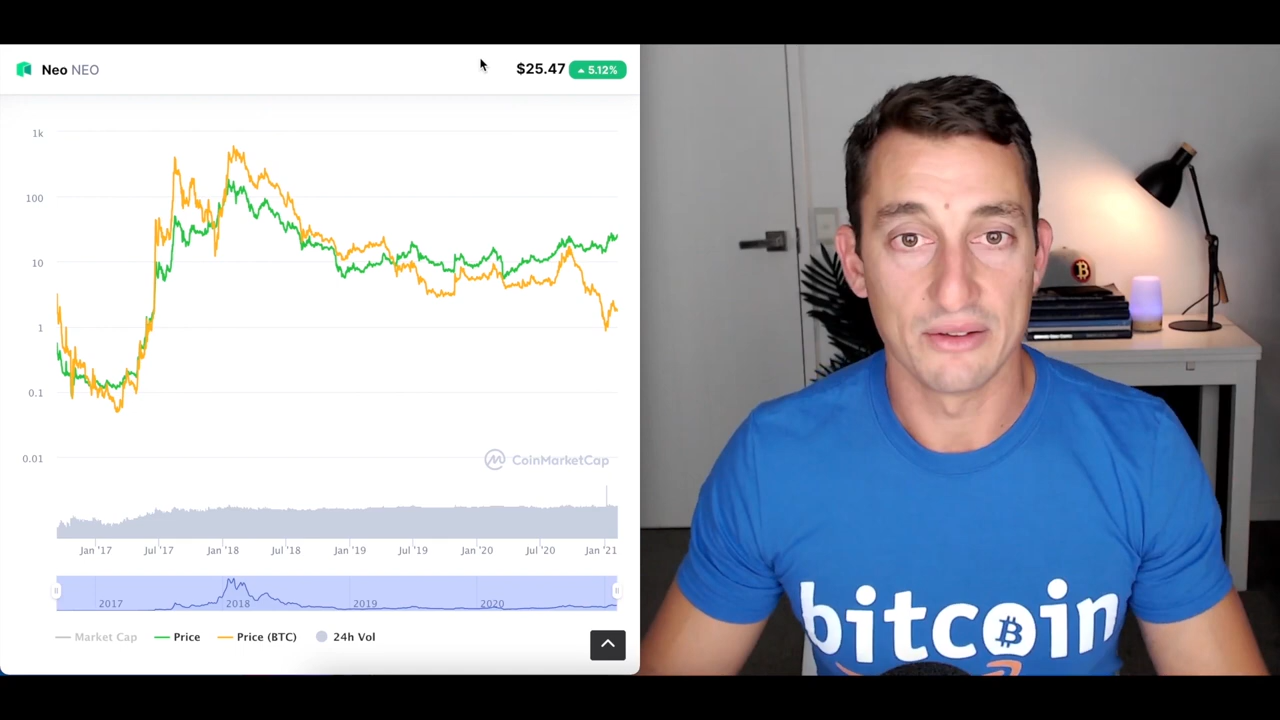 Neo NEO
$25.47 5.12%
1k
100
10
1
0.1
0.01
CoinMarketCap
Jan '17 Jul '17 Jan '18 Jul '18 Jan '19 Jul '19 Jan '20 Jul '20 Jan '21
2017 2018 2019 2020
Market Cap Price Price (BTC) 24h Vol
bitcoin